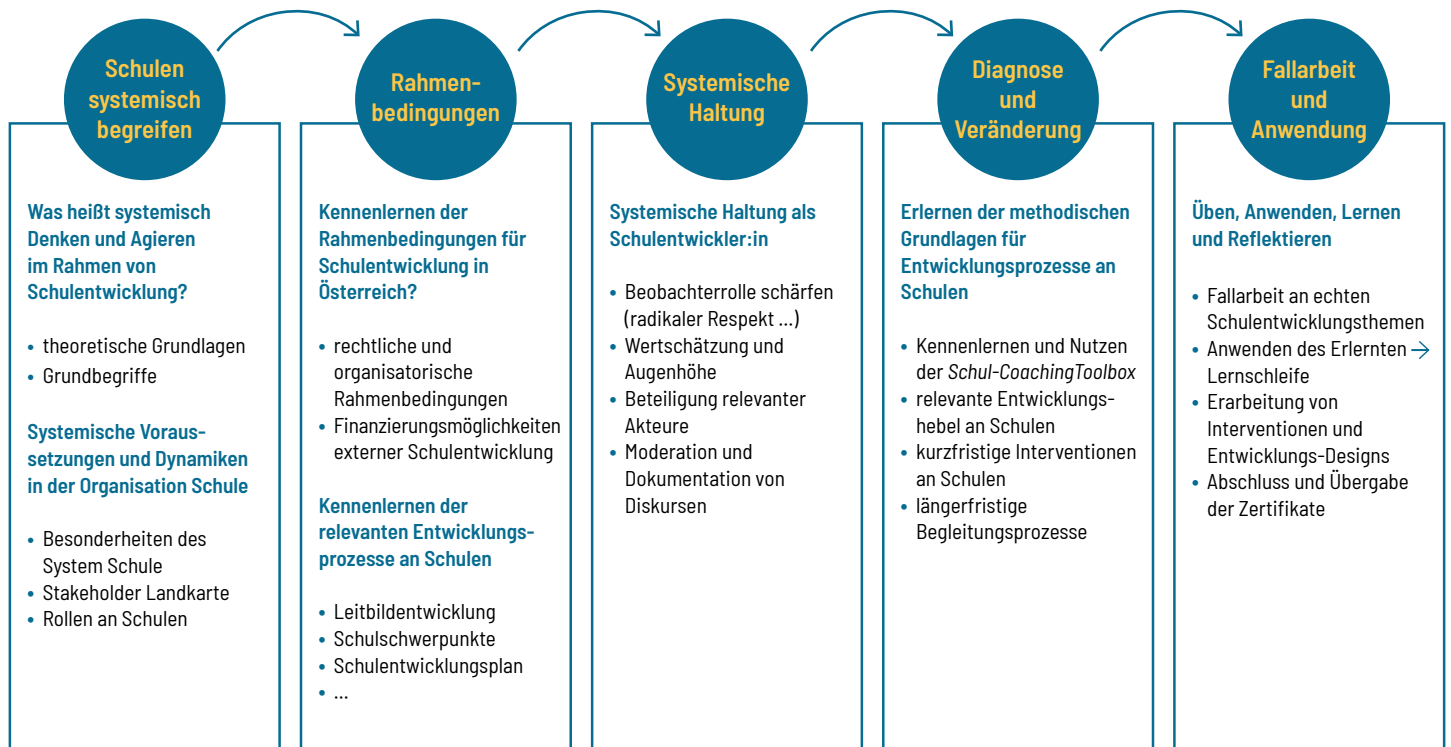 Schulen
systemisch
begreifen
Was heißt systemisch
Denken und Agieren
im Rahmen von
Schulentwicklung?
• theoretische Grundlagen
• Grundbegriffe
Systemische Voraus-
setzungen und Dynamiken
in der Organisation Schule
• Besonderheiten des
System Schule
• Stakeholder Landkarte
• Rollen an Schulen
Rahmen-
bedingungen
Kennenlernen der
Rahmenbedingungen für
Schulentwicklung in
Österreich?
• rechtliche und
organisatorische
Rahmenbedingungen
• Finanzierungsmöglichkeiten
externer Schulentwicklung
Kennenlernen der
relevanten Entwicklungs-
prozesse an Schulen
• Leitbildentwicklung
• Schulschwerpunkte
• Schulentwicklungsplan
• ...
Systemische
Haltung
Systemische Haltung als
Schulentwickler:in
• Beobachterrolle schärfen
(radikaler Respekt ...)
• Wertschätzung und
Augenhöhe
• Beteiligung relevanter
Akteure
• Moderation und
Dokumentation von
Diskursen
Diagnose
und
Veränderung
Erlernen der methodischen
Grundlagen für
Entwicklungsprozesse an
Schulen
• Kennenlernen und Nutzen
der Schul-CoachingToolbox
• relevante Entwicklungs-
hebel an Schulen
• kurzfristige Interventionen
an Schulen
• längerfristige
Begleitungsprozesse
Fallarbeit
und
Anwendung
Üben, Anwenden, Lernen
und Reflektieren
• Fallarbeit an echten
Schulentwicklungsthemen
• Anwenden des Erlernten →
Lernschleife
• Erarbeitung von
Interventionen und
Entwicklungs-Designs
• Abschluss und Übergabe
der Zertifikate